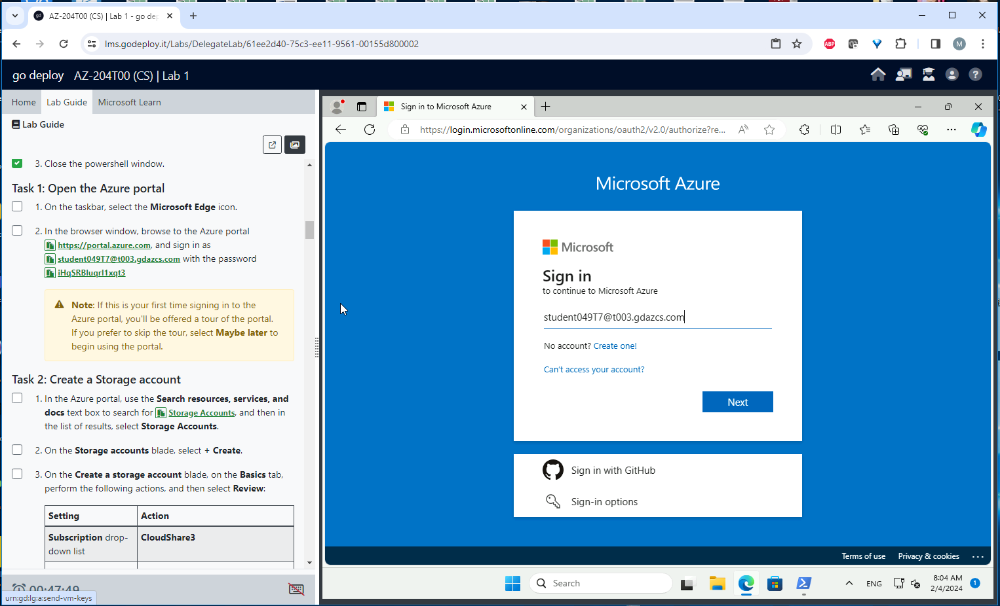 AZ-204T00 (CS) | Lab 1 - go dep
lms.godeploy.it/Labs/DelegateLab/61ee2d40-75c3-ee11-9561-00155d800002
ABP
M
go deploy AZ-204T00 (CS) | Lab 1
Home Lab Guide Microsoft Learn
Lab Guide
3. Close the powershell window.
Task 1: Open the Azure portal
1. On the taskbar, select the Microsoft Edge icon.
2. In the browser window, browse to the Azure portal
https://portal.azure.com, and sign in as
student049T7@t003.gdazcs.com with the password
Note: If this is your first time signing in to the
Azure portal, you'll be offered a tour of the portal.
If you prefer to skip the tour, select Maybe later to
begin using the portal.
Task 2: Create a Storage account
1. In the Azure portal, use the Search resources, services, and
docs text box to search for Storage Accounts, and then in
the list of results, select Storage Accounts.
2. On the Storage accounts blade, select + Create.
3. On the Create a storage account blade, on the Basics tab,
perform the following actions, and then select Review:
Setting Action
Subscription drop-
down list
CloudShare3
00:47:49
urn:gd:lg:a:send-vm-keys
Sign in to Microsoft Azure
https://login.microsoftonline.com/organizations/oauth2/v2.0/authorize?re...
Microsoft Azure
Microsoft
Sign in
to continue to Microsoft Azure
student049T7@t003.gdazcs.com
No account? Create one!
Can't access your account?
Next
Sign in with GitHub
Sign-in options
Terms of use Privacy & cookies ...
Search
ENG
8:04 AM
2/4/2024
1